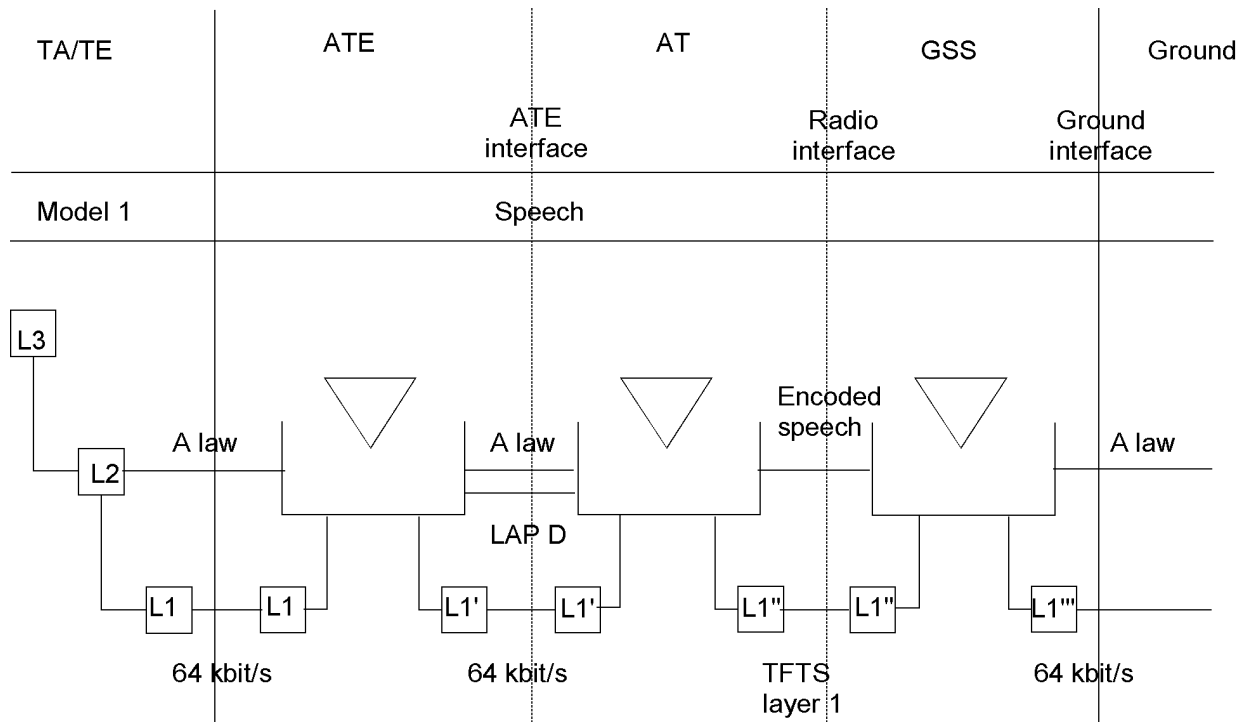 TA/TE
ATE
AT
GSS
Ground
ATE
interface
Radio
interface
Ground
interface
Model 1
Speech
L3
Encoded
speech
A law
A law
A law
L2
LAP D
L1
L1
L1'
L1'
L1"
L1"
L1'"
64 kbit/s
64 kbit/s
TFTS
layer 1
64 kbit/s